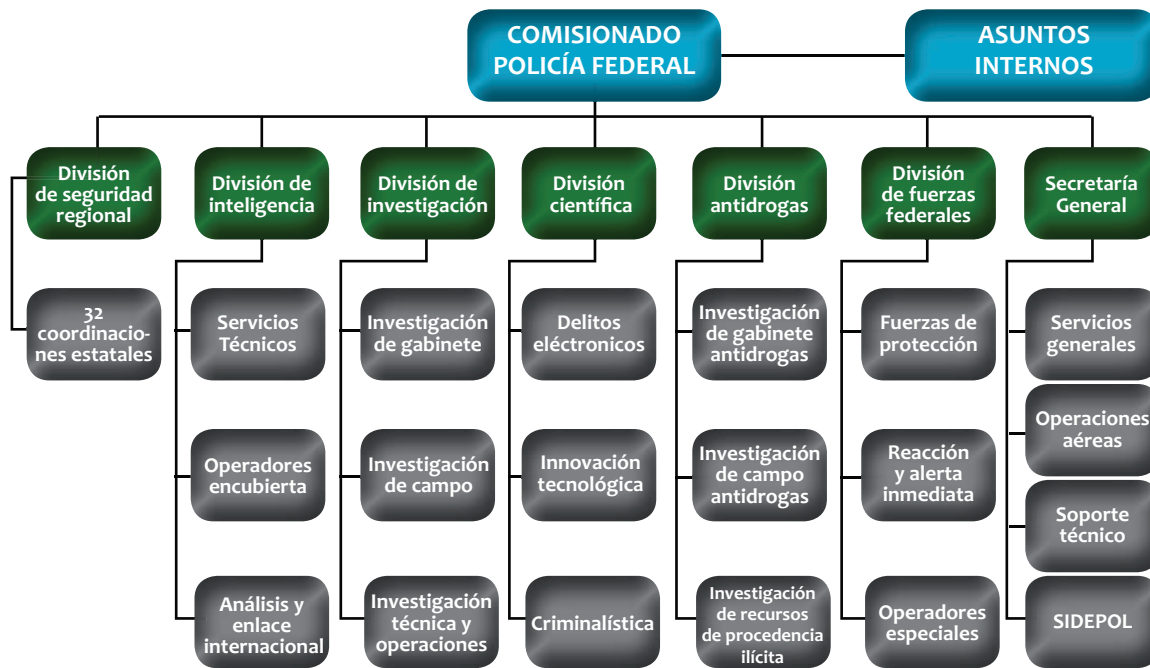 COMISIONADO
POLICÍA FEDERAL
ASUNTOS
INTERNOS
División
de seguridad
regional
División de
inteligencia
División de
investigación
División
científica
División
antidrogas
División
de fuerzas
federales
Secretaría
General
32
coordinacio-
nes estatales
Servicios
Técnicos
Investigación
de gabinete
Delitos
eléctronicos
Investigación
de gabinete
antidrogas
Fuerzas de
protección
Servicios
generales
Operaciones
aéreas
Operadores
encubierta
Investigación
de campo
Innovación
tecnológica
Investigación
de campo
antidrogas
Reacción
y alerta
inmediata
Soporte
técnico
Análisis y
enlace
internacional
Investigación
técnica y
operaciones
Criminalística
Investigación
de recursos
de procedencia
ilícita
Operadores
especiales
SIDEPOL